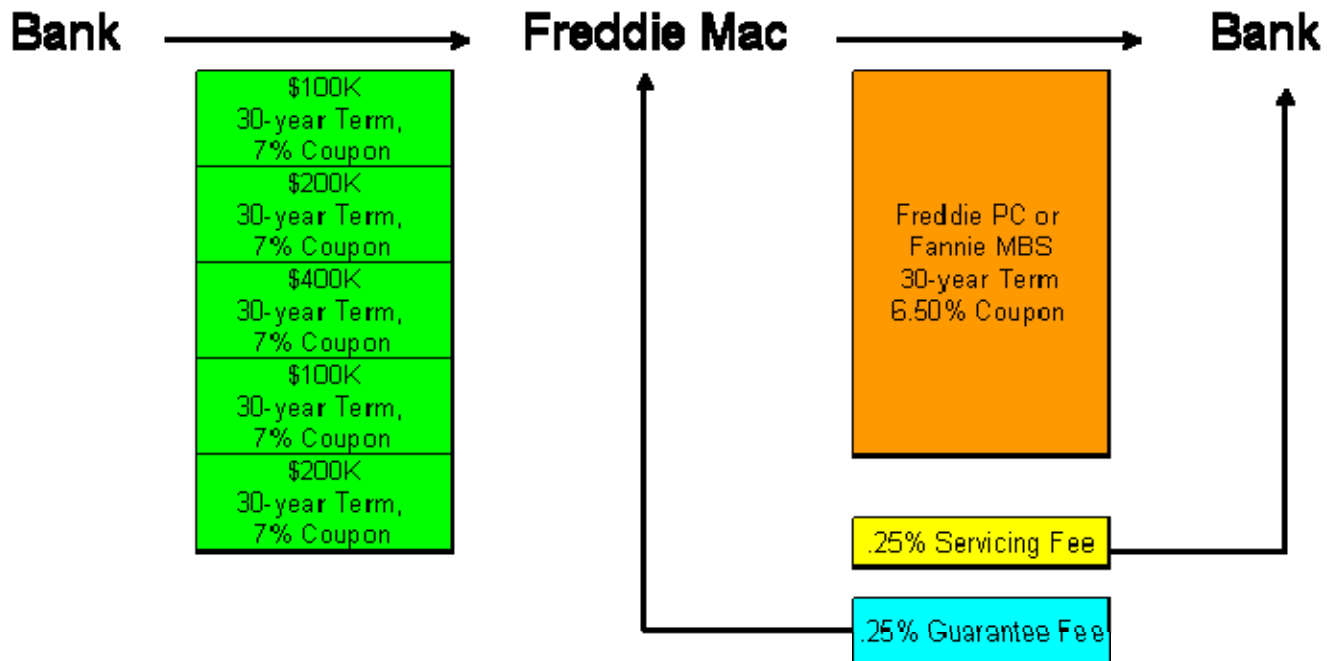 Bank
Freddie Mac
Bank
$100K
30-year Term,
7% Coupon
$200K
30-year Term,
7% Coupon
$400K
30-year Term,
7% Coupon
$100K
30-year Term,
7% Coupon
$200K
30-year Term,
7% Coupon
Freddie PC or
Fannie MBS
30-year Term
6.50% Coupon
.25% Servicing Fee
.25% Guarantee Fee